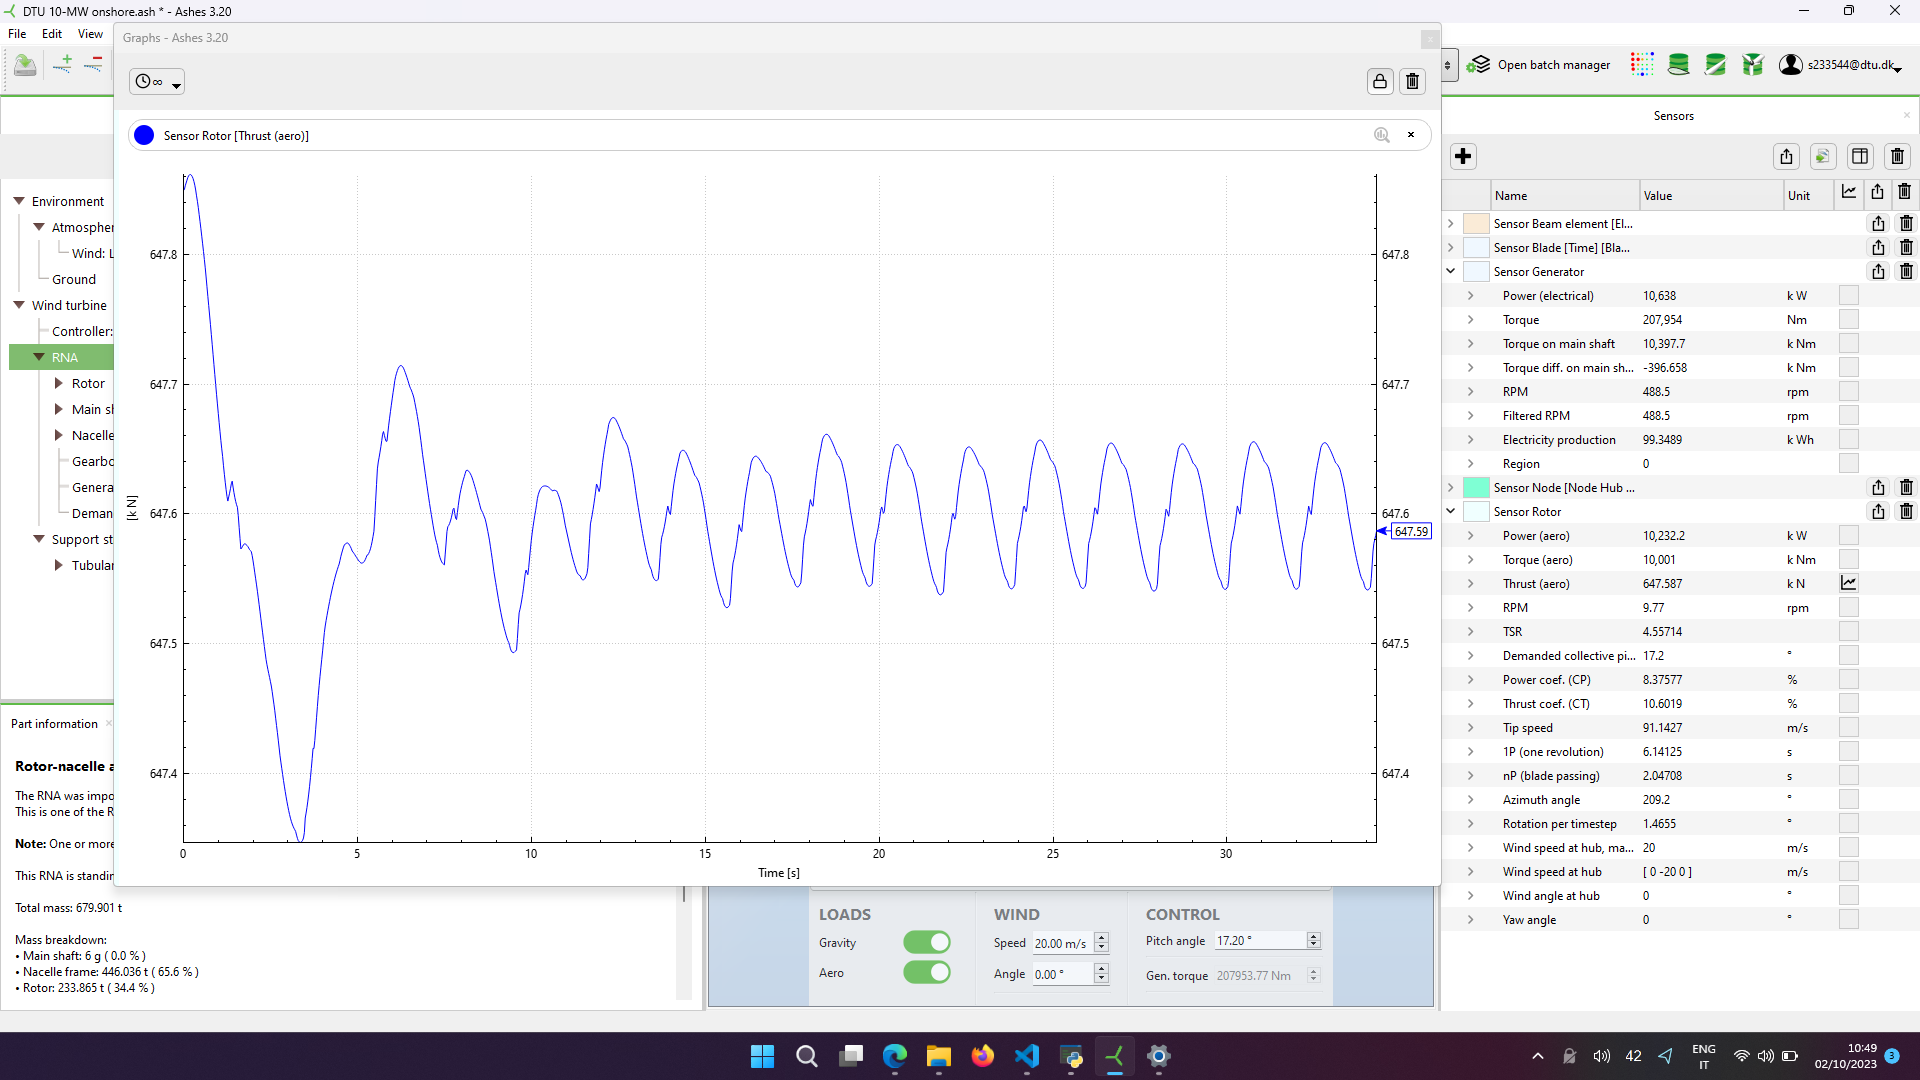 DTU 10-MW onshore.ash * - Ashes 3.20
File Edit View
Graphs - Ashes 3.20
∞
Open batch manager
s233544@dtu.dk
Sensor Rotor [Thrust (aero)]
Environment
Atmospher
Wind: L
Ground
Wind turbine
Controller:
RNA
Rotor
Main sh
Nacelle
Gearbo
Genera
Deman
Support st
Tubular
647.8
647.7
647.6
647.5
647.4
[k N]
647.8
647.7
647.6
647.59
647.5
647.4
0 5 10 15 20 25 30
Time [s]
Part information
Rotor-nacelle a
The RNA was impo
This is one of the R
Note: One or more
This RNA is standin
Total mass: 679.901 t
Mass breakdown:
• Main shaft: 6 g ( 0.0 % )
• Nacelle frame: 446.036 t ( 65.6 % )
• Rotor: 233.865 t ( 34.4 % )
LOADS
Gravity
Aero
WIND
Speed 20.00 m/s
Angle 0.00 °
CONTROL
Pitch angle 17.20 °
Gen. torque 207953.77 Nm
Sensors
Name Value Unit
Sensor Beam element [El...
Sensor Blade [Time] [Bla...
Sensor Generator
Power (electrical) 10,638 k W
Torque 207,954 Nm
Torque on main shaft 10,397.7 k Nm
Torque diff. on main sh... -396.658 k Nm
RPM 488.5 rpm
Filtered RPM 488.5 rpm
Electricity production 99.3489 k Wh
Region 0
Sensor Node [Node Hub ...
Sensor Rotor
Power (aero) 10,232.2 k W
Torque (aero) 10,001 k Nm
Thrust (aero) 647.587 k N
RPM 9.77 rpm
TSR 4.55714
Demanded collective pi... 17.2 °
Power coef. (CP) 8.37577 %
Thrust coef. (CT) 10.6019 %
Tip speed 91.1427 m/s
1P (one revolution) 6.14125 s
nP (blade passing) 2.04708 s
Azimuth angle 209.2 °
Rotation per timestep 1.4655 °
Wind speed at hub, ma... 20 m/s
Wind speed at hub [ 0 -20 0 ] m/s
Wind angle at hub 0 °
Yaw angle 0 °
42
ENG
IT
10:49
02/10/2023
3